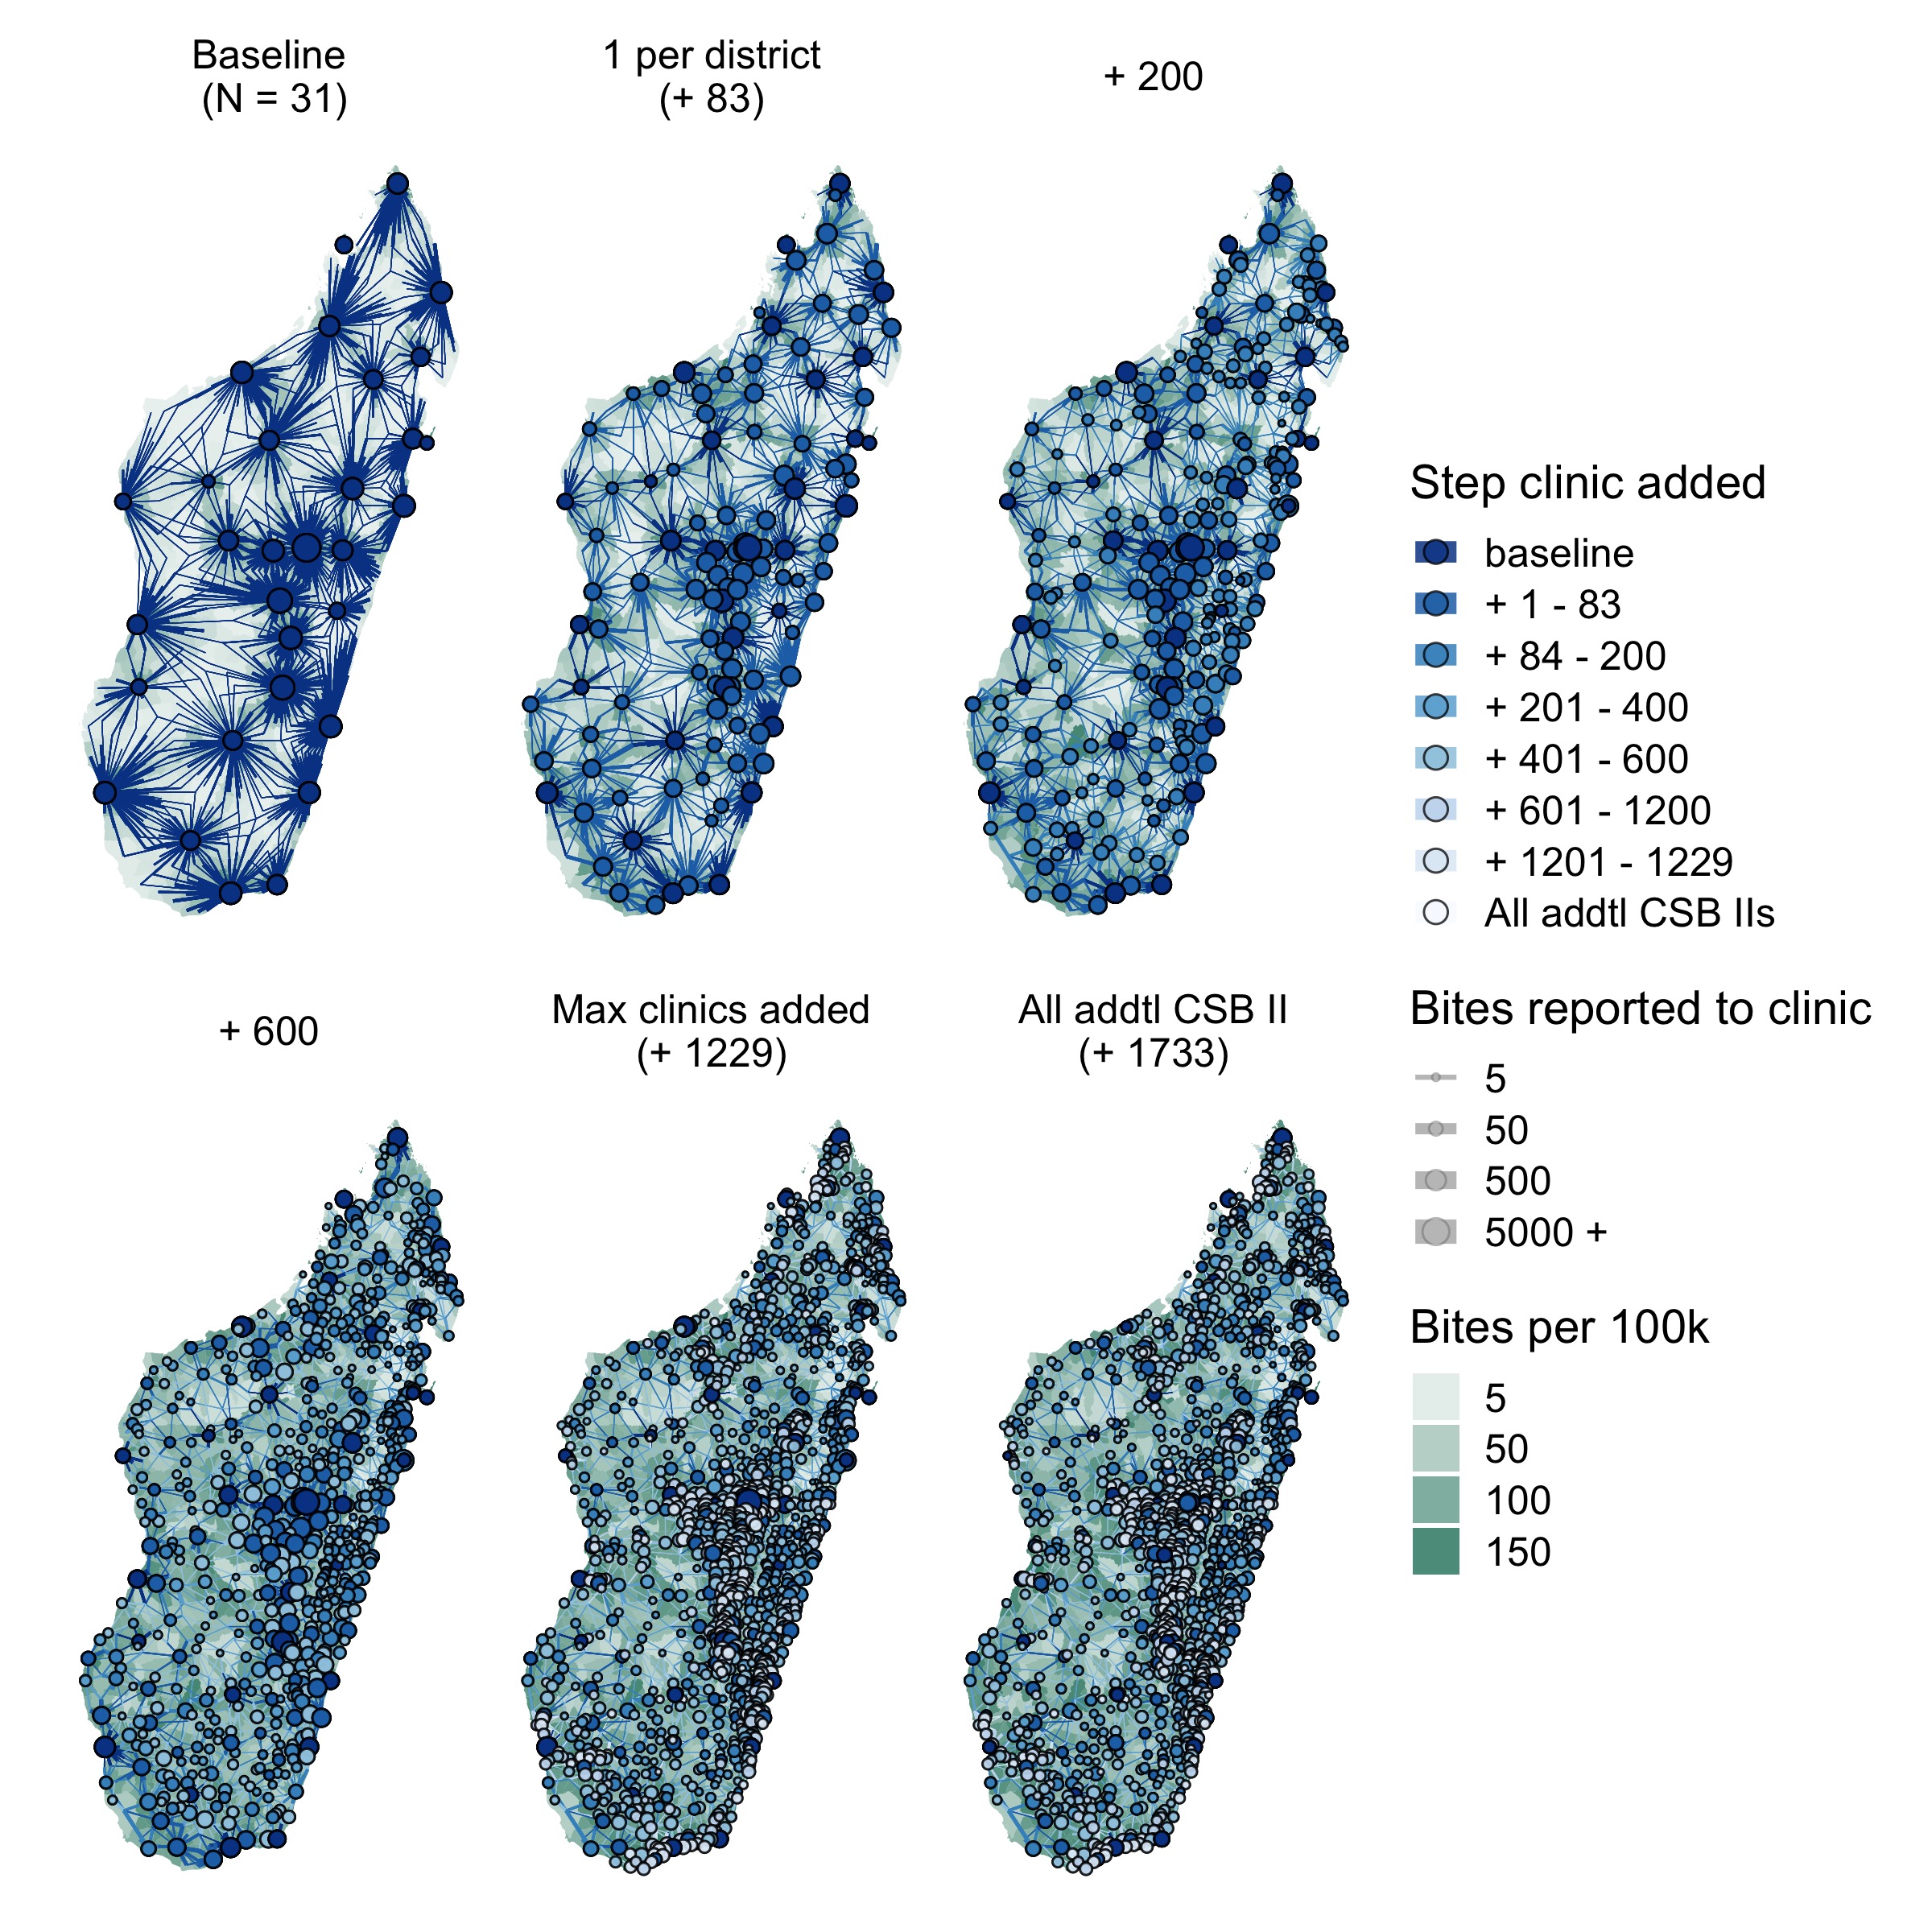 Baseline
(N = 31)
1 per district
(+ 83)
+ 200
+ 600
Max clinics added
(+ 1229)
All addtl CSB II
(+ 1733)
Step clinic added
baseline
+ 1 - 83
+ 84 - 200
+ 201 - 400
+ 401 - 600
+ 601 - 1200
+ 1201 - 1229
All addtl CSB IIs
Bites reported to clinic
5
50
500
5000 +
Bites per 100k
5
50
100
150